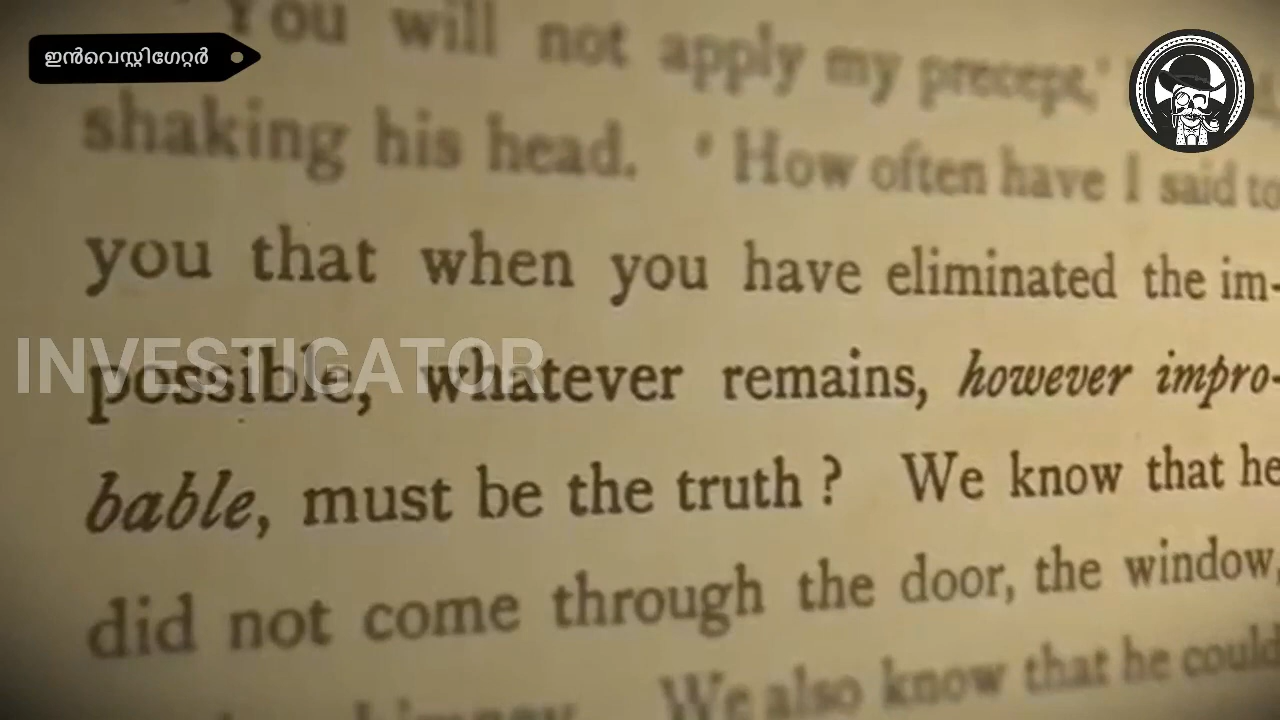 ഇൻവെസ്റ്റിഗേറ്റർ
You will not apply my precept,'
shaking his head. ' How often have I said to
you that when you have eliminated the im-
INVESTIGATOR
possible, whatever remains, however impro-
bable, must be the truth ? We know that he
did not come through the door, the window,
We also know that he could